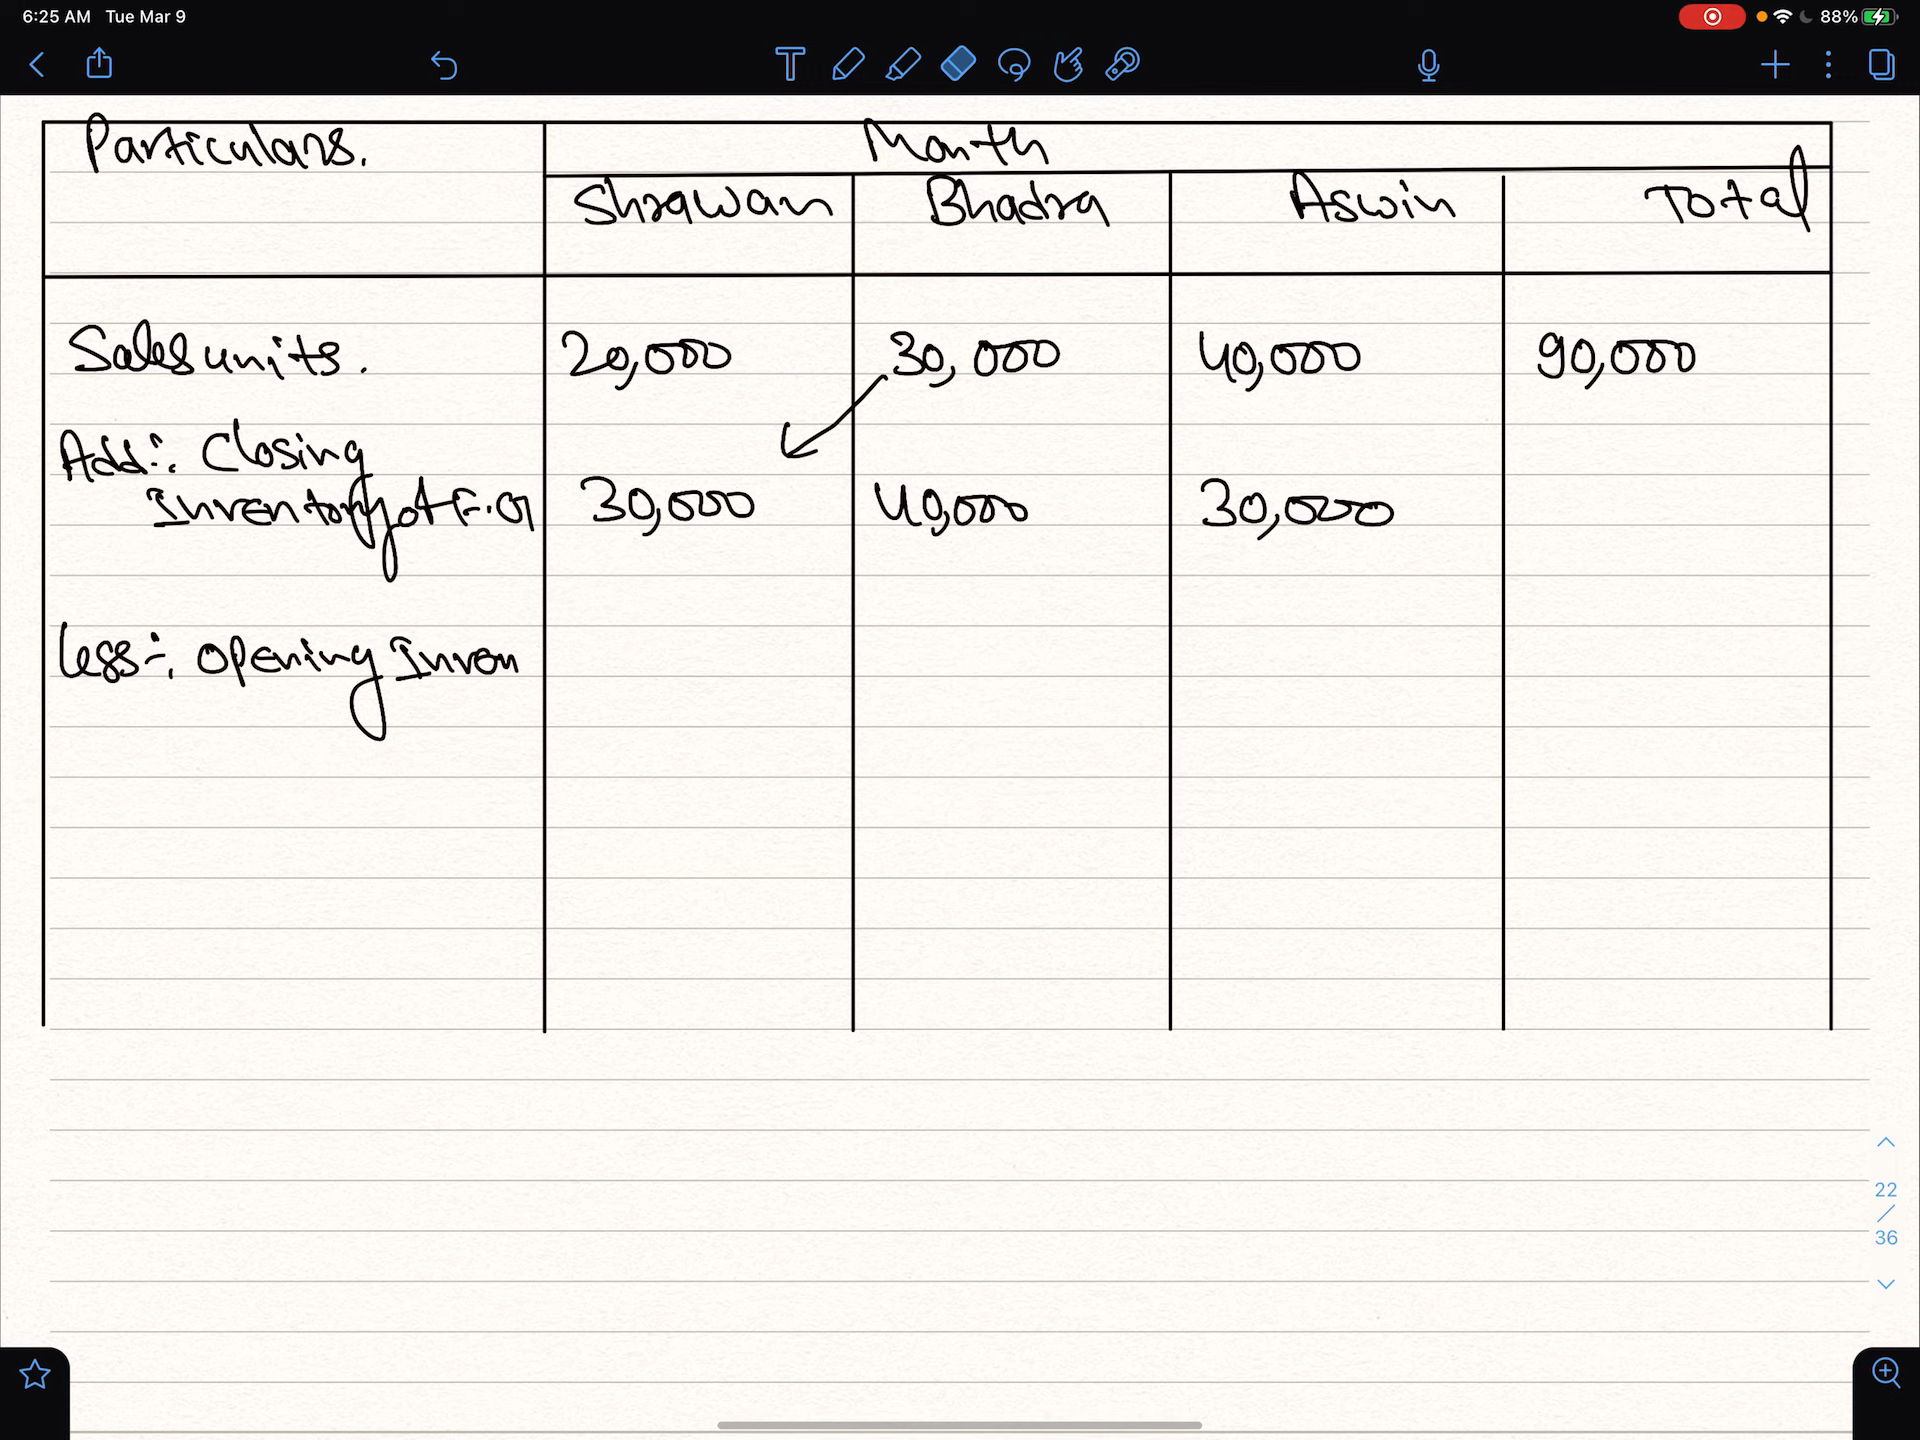 6:25 AM Tue Mar 9
88%
Particulars. Month
Shrawan Bhadra Aswin Total
Sales units. 20,000 30,000 40,000 90,000
Add:- Closing
Inventory of F.G 30,000 40,000 30,000
Less:- Opening Inven
22
/
36